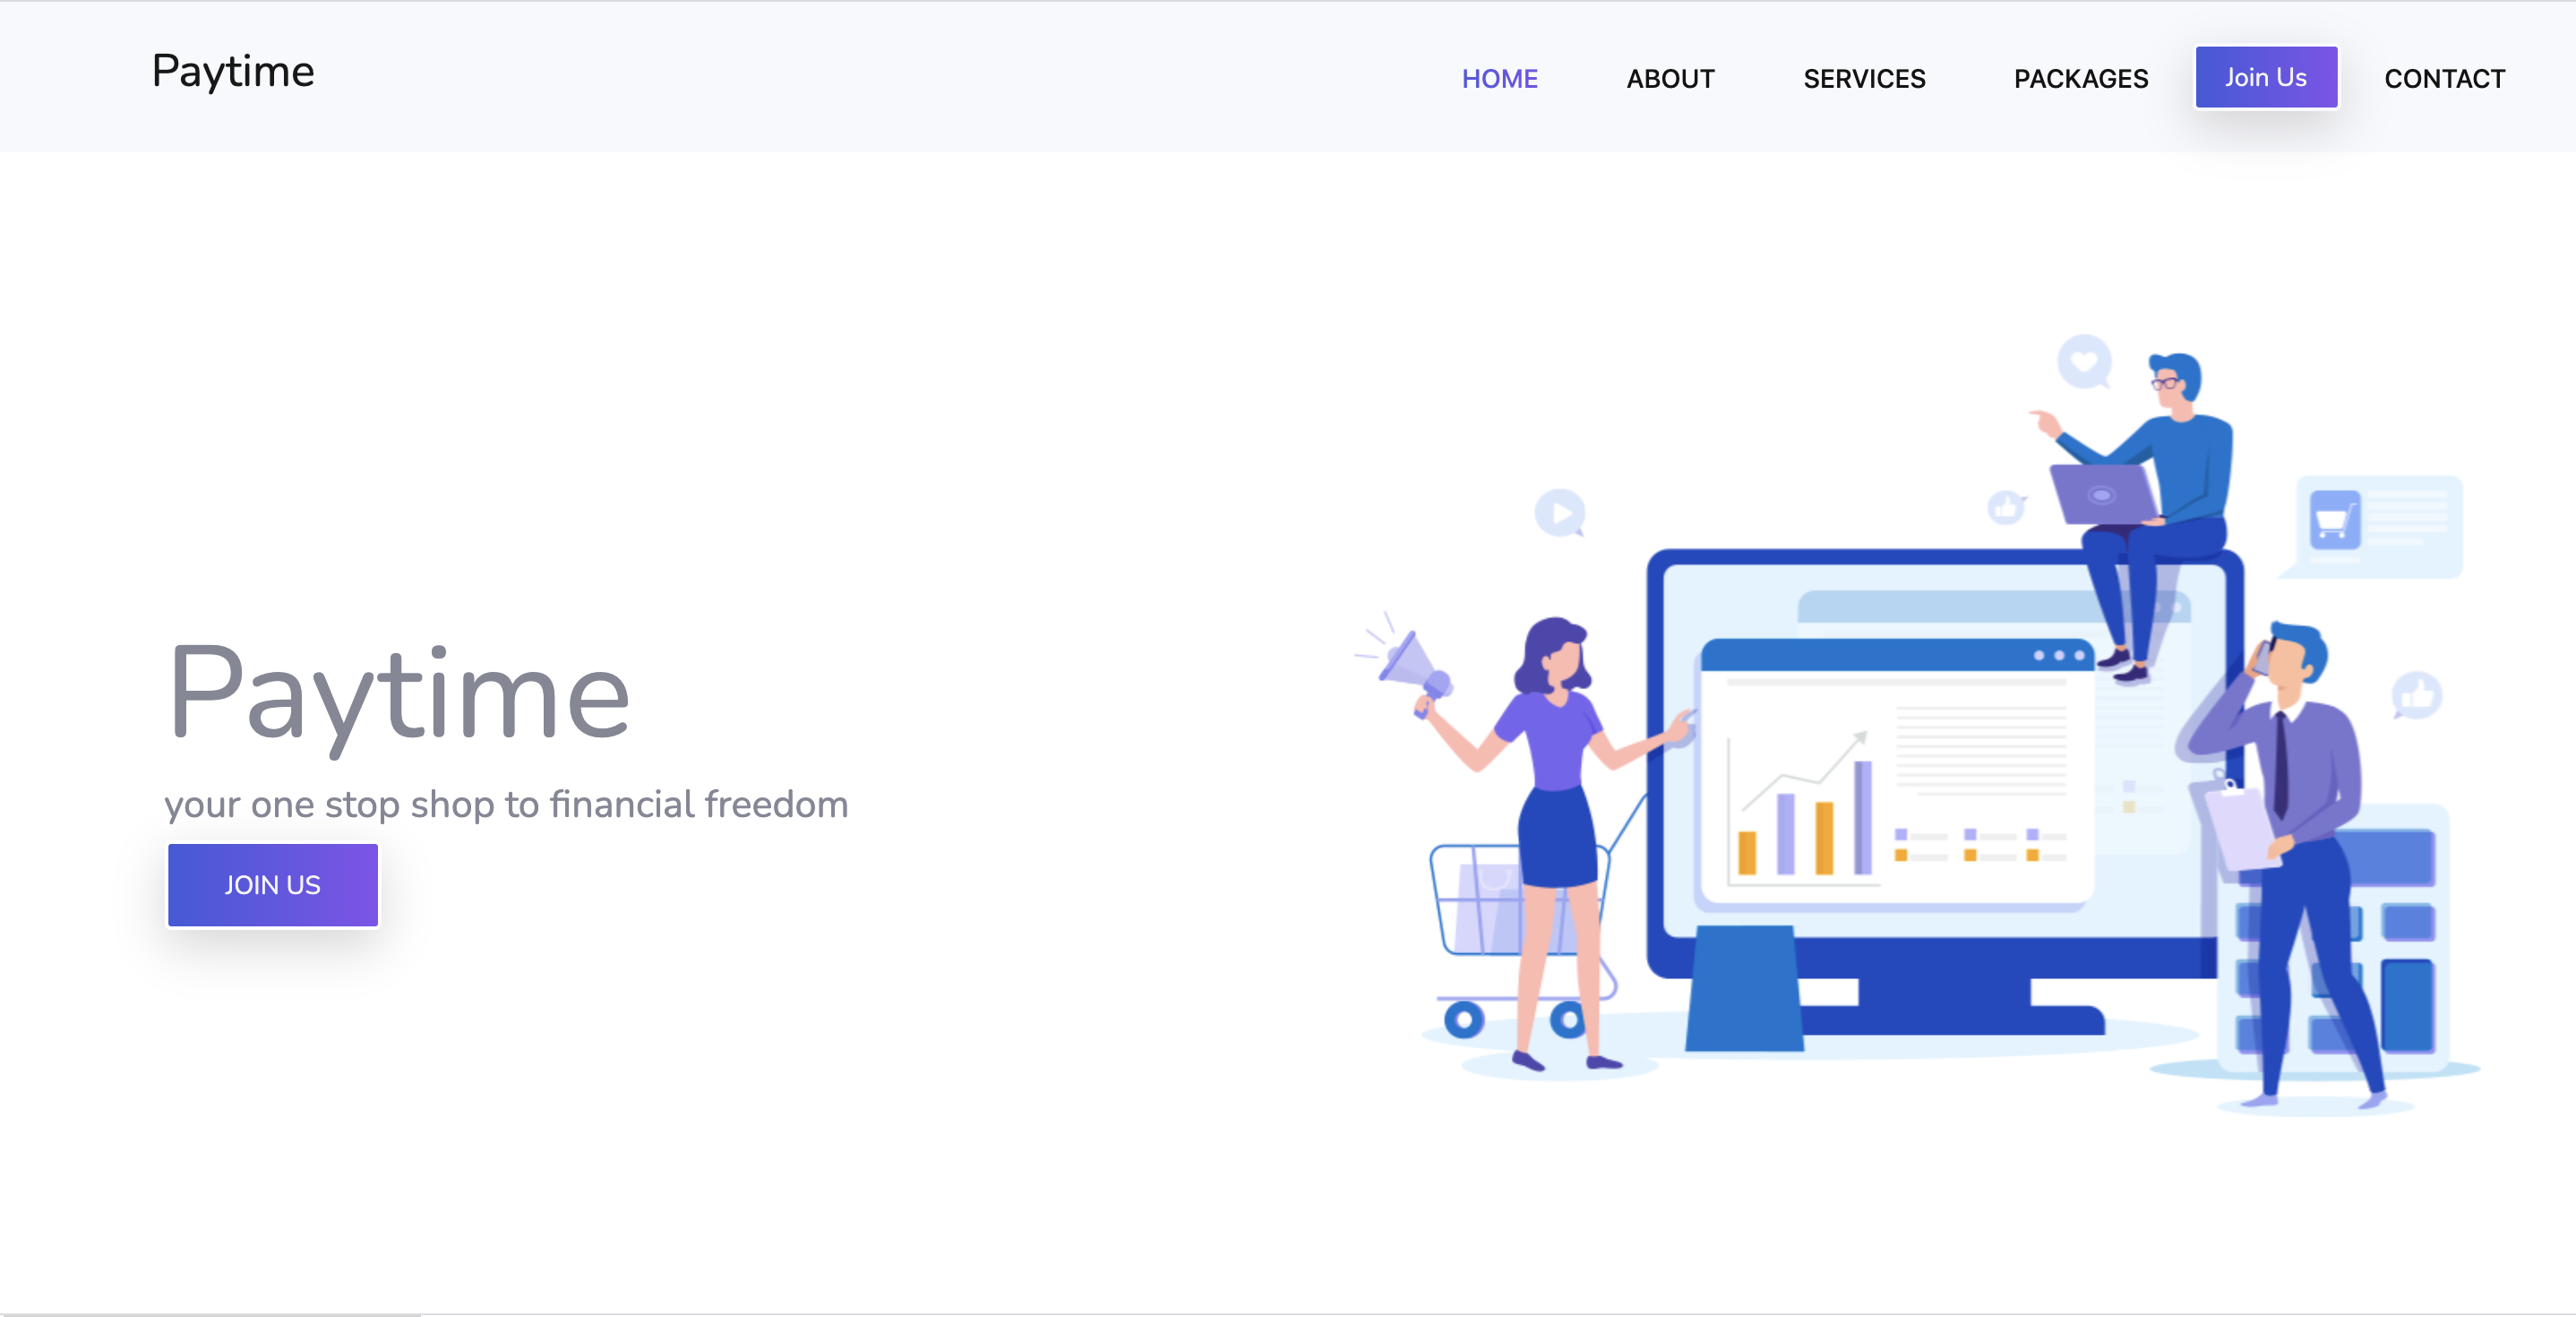 Paytime
HOME ABOUT SERVICES PACKAGES Join Us CONTACT
Paytime
your one stop shop to financial freedom
JOIN US